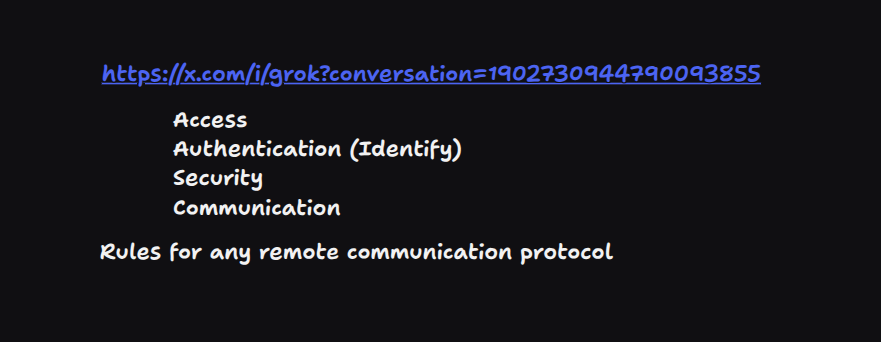 https://x.com/i/grok?conversation=1902730944790093855
Access
Authentication (Identify)
Security
Communication
Rules for any remote communication protocol